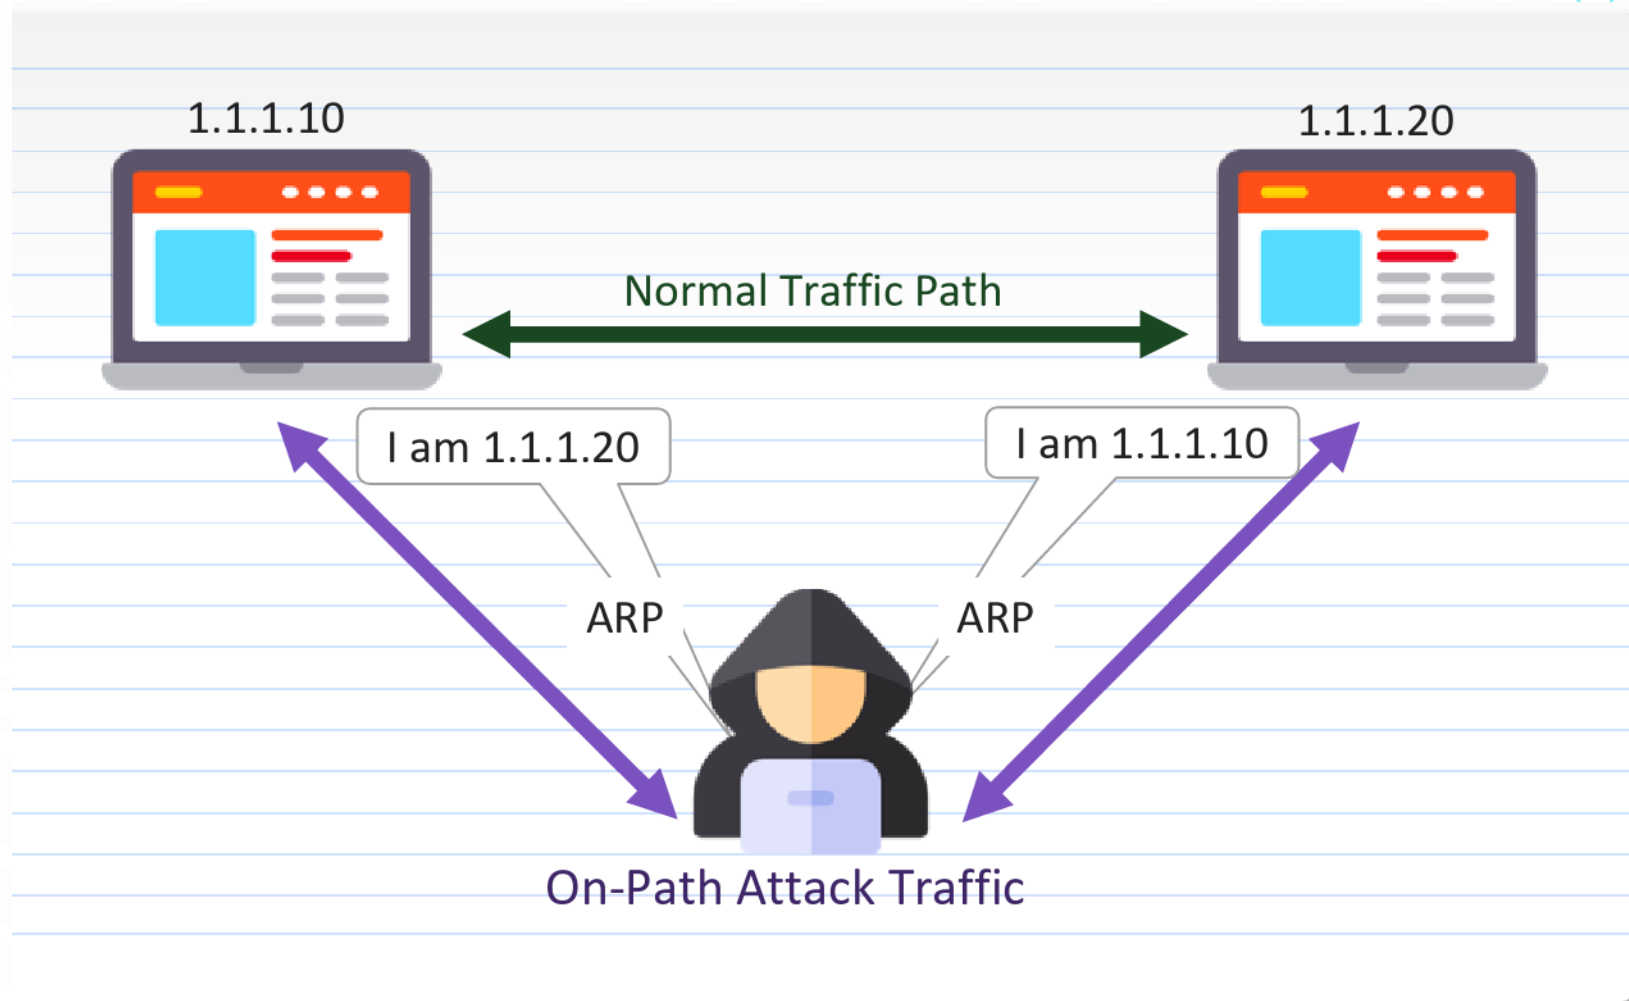 1.1.1.10
1.1.1.20
Normal Traffic Path
I am 1.1.1.20
I am 1.1.1.10
ARP
ARP
On-Path Attack Traffic